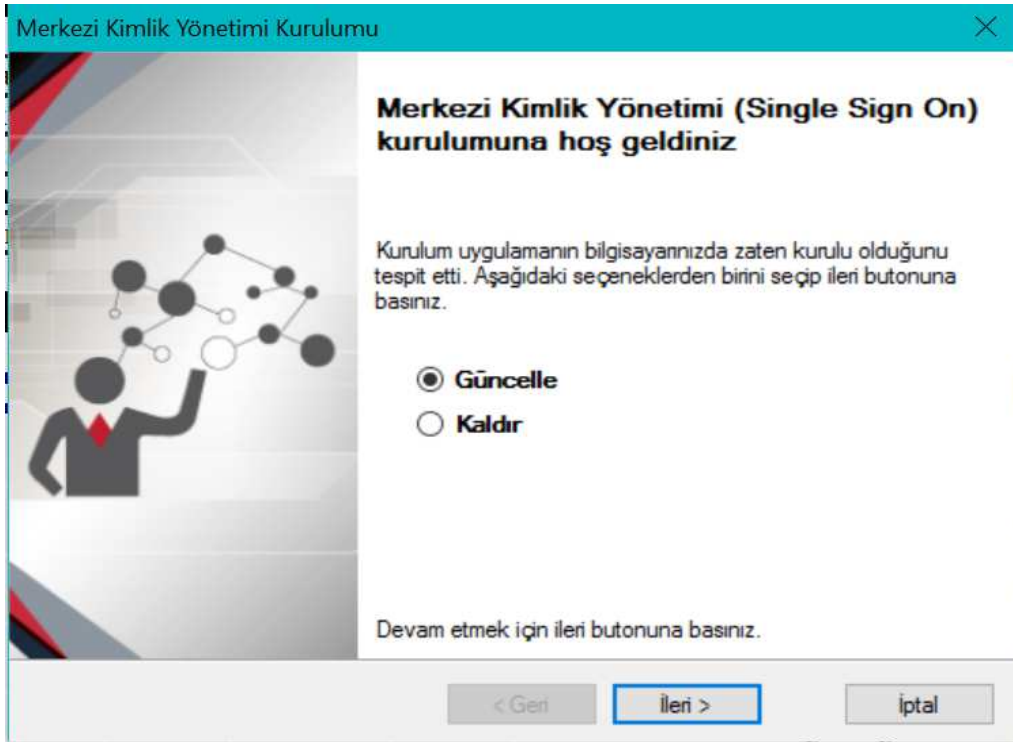 Merkezi Kimlik Yönetimi Kurulumu
Merkezi Kimlik Yönetimi (Single Sign On)
kurulumuna hoş geldiniz
Kurulum uygulamanın bilgisayarınızda zaten kurulu olduğunu
tespit etti. Aşağıdaki seçeneklerden birini seçip ileri butonuna
basınız.
Güncelle
Kaldır
Devam etmek için ileri butonuna basınız.
< Geri
İleri >
İptal